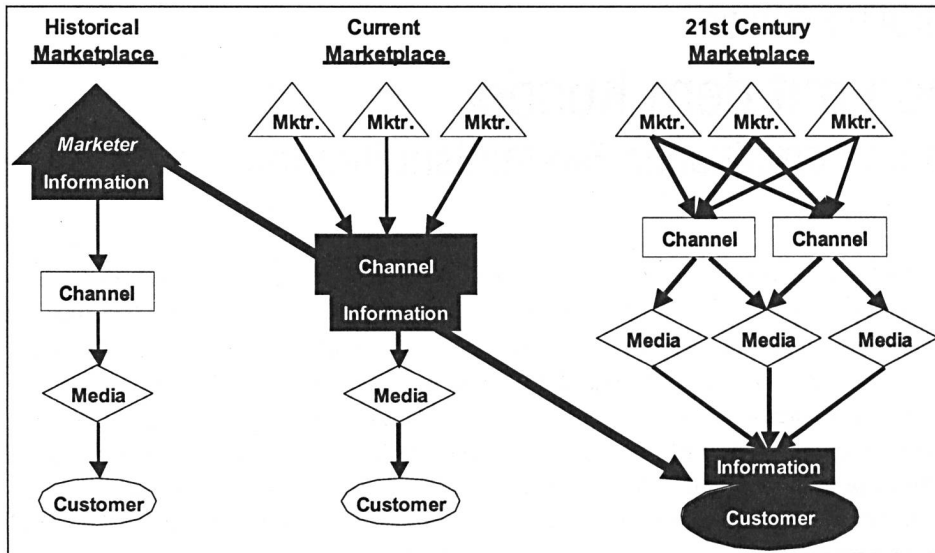 Historical
Marketplace
Current
Marketplace
21st Century
Marketplace
Marketer
Information
Channel
Media
Customer
Mktr.
Mktr.
Mktr.
Channel
Information
Media
Customer
Mktr.
Mktr.
Mktr.
Channel
Channel
Media
Media
Media
Information
Customer